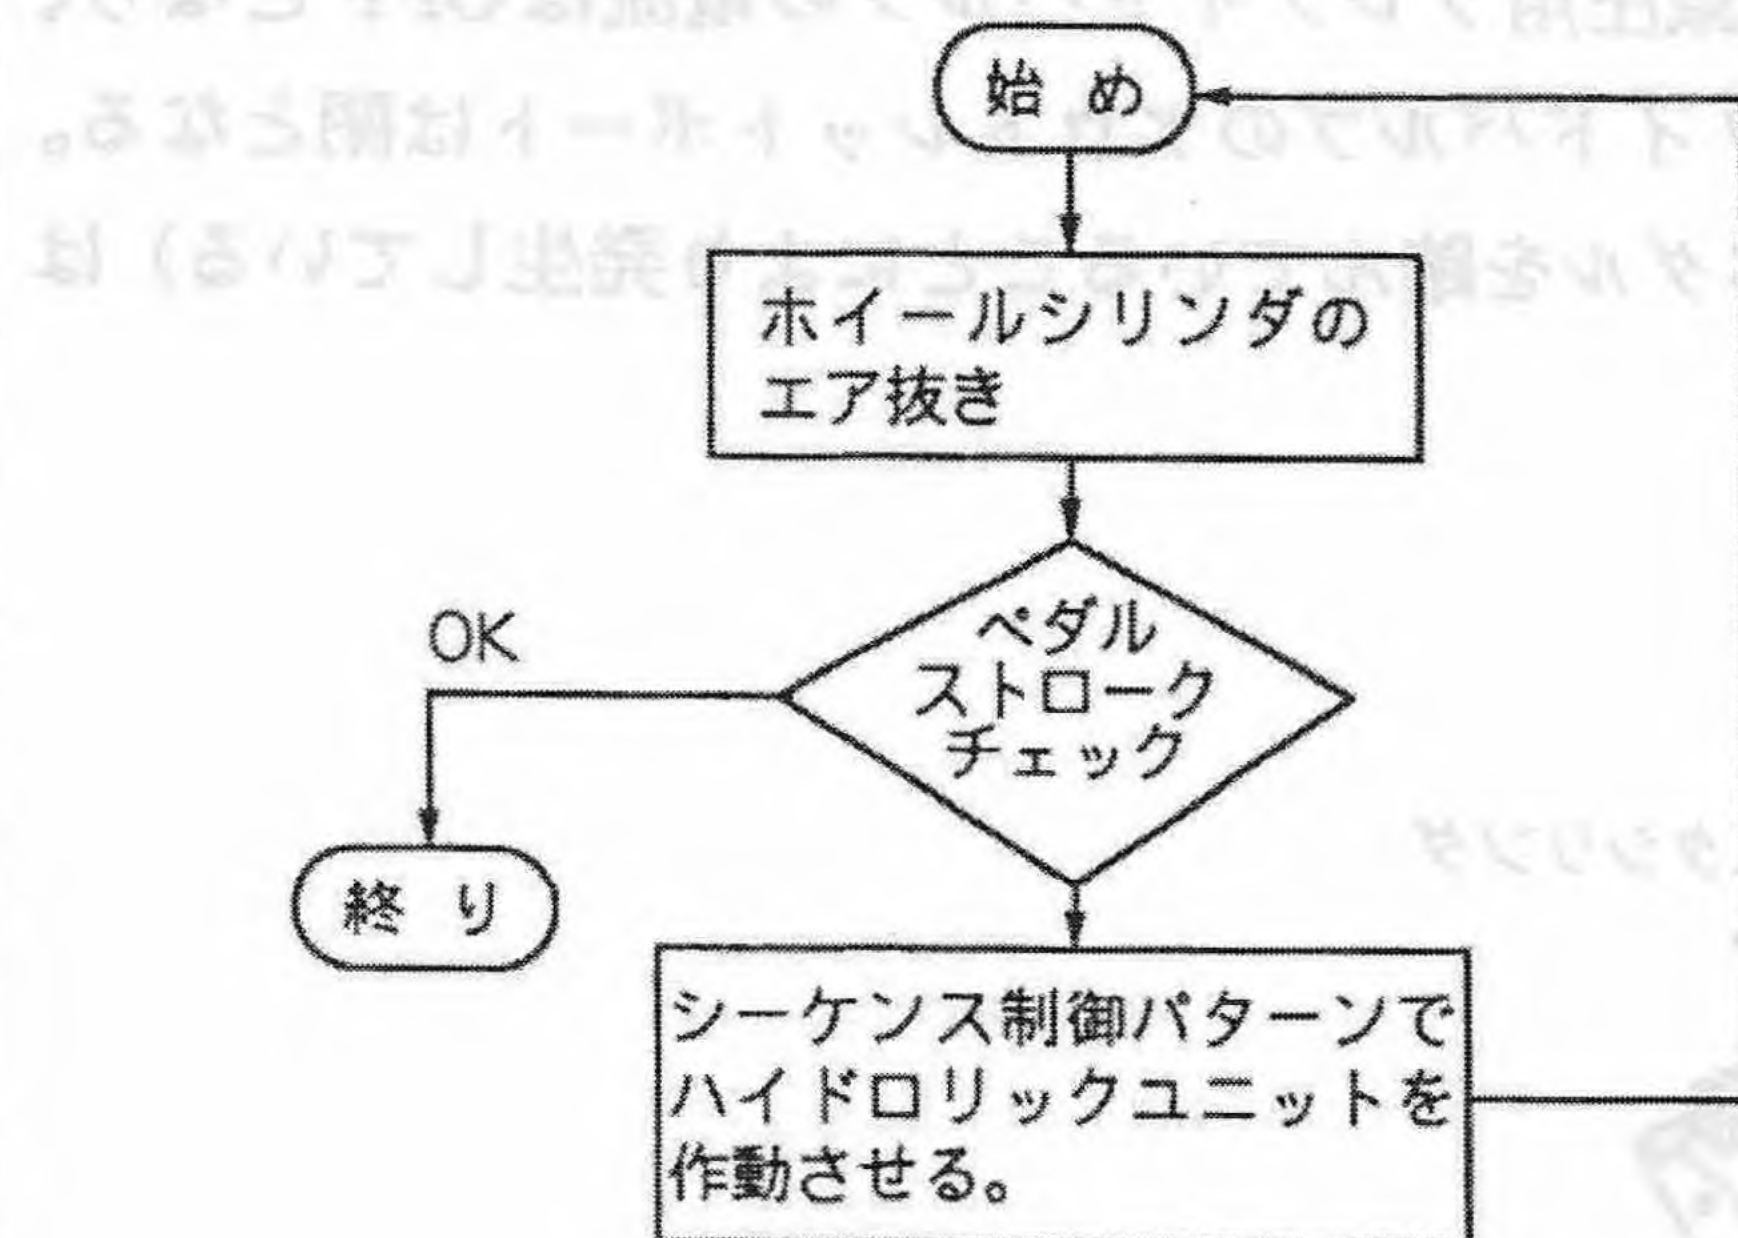 始め
ホイールシリンダの
エア抜き
ペダル
ストローク
チェック
OK
終り
シーケンス制御パターンで
ハイドロリックユニットを
作動させる。